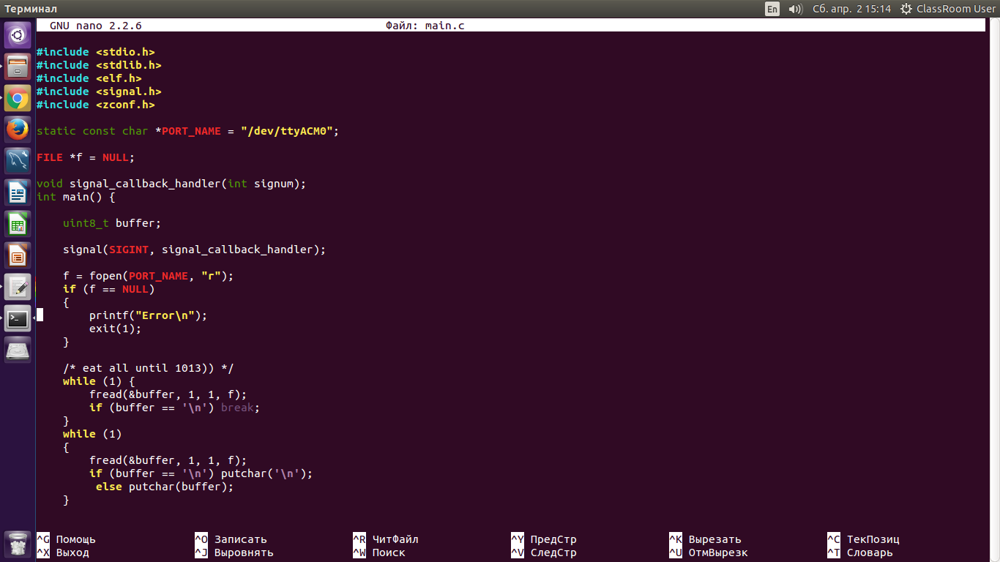 Терминал
En Сб. апр. 2 15:14 ClassRoom User
GNU nano 2.2.6 Файл: main.c
#include <stdio.h>
#include <stdlib.h>
#include <elf.h>
#include <signal.h>
#include <zconf.h>
static const char *PORT_NAME = "/dev/ttyACM0";
FILE *f = NULL;
void signal_callback_handler(int signum);
int main() {
    uint8_t buffer;
    signal(SIGINT, signal_callback_handler);
    f = fopen(PORT_NAME, "r");
    if (f == NULL)
    {
        printf("Error\n");
        exit(1);
    }
    /* eat all until 1013)) */
    while (1) {
        fread(&buffer, 1, 1, f);
        if (buffer == '\n') break;
    }
    while (1)
    {
        fread(&buffer, 1, 1, f);
        if (buffer == '\n') putchar('\n');
         else putchar(buffer);
    }
^G Помощь ^O Записать ^R ЧитФайл ^Y ПредСтр ^K Вырезать ^C ТекПозиц
^X Выход ^J Выровнять ^W Поиск ^V СледСтр ^U ОтмВырезк ^T Словарь